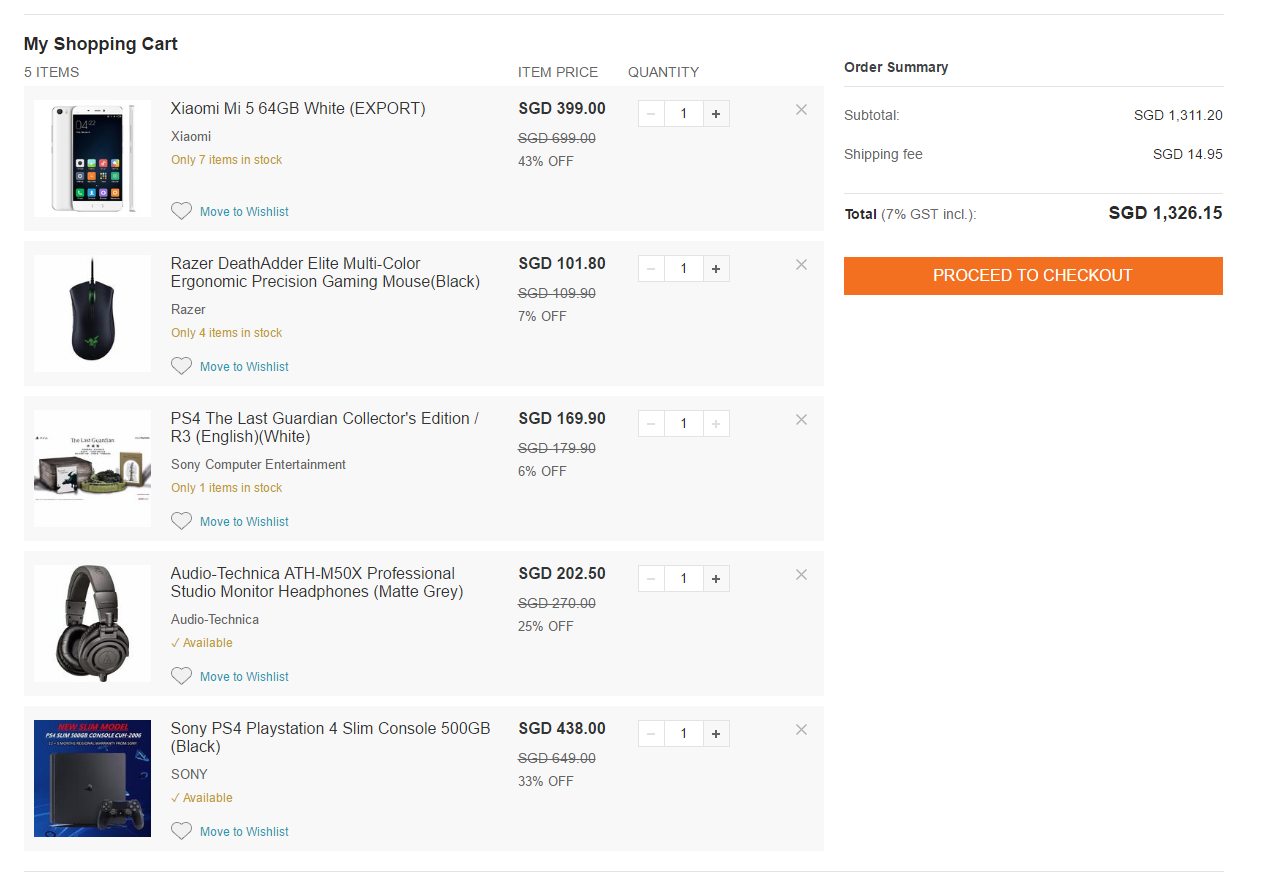 My Shopping Cart
5 ITEMS ITEM PRICE QUANTITY
Xiaomi Mi 5 64GB White (EXPORT) SGD 399.00 1
Xiaomi SGD 699.00
Only 7 items in stock 43% OFF
Move to Wishlist
Razer DeathAdder Elite Multi-Color SGD 101.80 1
Ergonomic Precision Gaming Mouse(Black)
SGD 109.90
Razer 7% OFF
Only 4 items in stock
Move to Wishlist
PS4 The Last Guardian Collector's Edition / SGD 169.90 1
R3 (English)(White)
SGD 179.90
Sony Computer Entertainment 6% OFF
Only 1 items in stock
Move to Wishlist
The Last Guardian
Audio-Technica ATH-M50X Professional SGD 202.50 1
Studio Monitor Headphones (Matte Grey)
SGD 270.00
Audio-Technica 25% OFF
✓ Available
Move to Wishlist
NEW SLIM MODEL
PS4 SLIM 500GB CONSOLE CUH-2006
Sony PS4 Playstation 4 Slim Console 500GB SGD 438.00 1
(Black)
SGD 649.00
SONY 33% OFF
✓ Available
Move to Wishlist
Order Summary
Subtotal: SGD 1,311.20
Shipping fee SGD 14.95
Total (7% GST incl.): SGD 1,326.15
PROCEED TO CHECKOUT